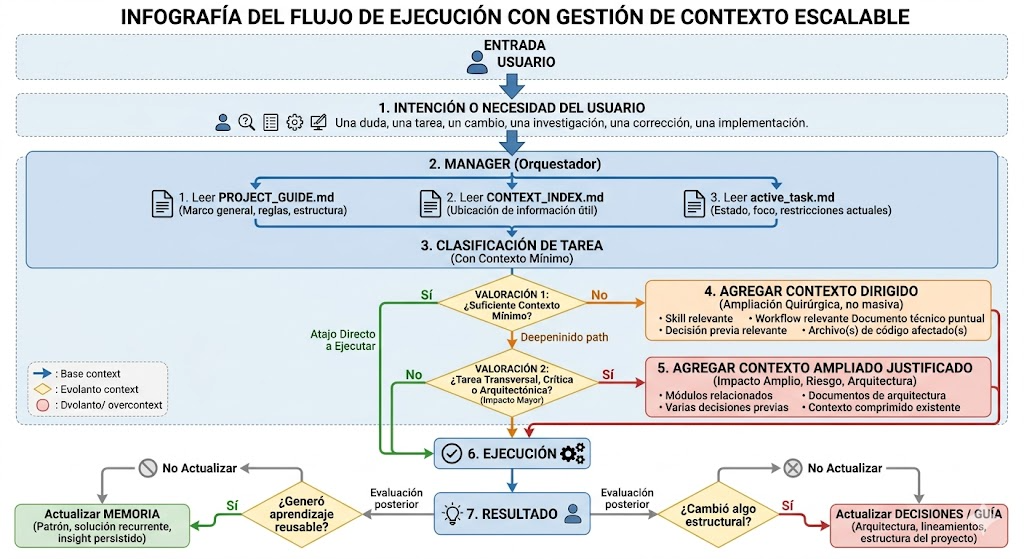 INFOGRAFÍA DEL FLUJO DE EJECUCIÓN CON GESTIÓN DE CONTEXTO ESCALABLE
ENTRADA
USUARIO
1. INTENCIÓN O NECESIDAD DEL USUARIO
Una duda, una tarea, un cambio, una investigación, una corrección, una implementación.
2. MANAGER (Orquestador)
1. Leer PROJECT_GUIDE.md
(Marco general, reglas, estructura)
2. Leer CONTEXT_INDEX.md
(Ubicación de información útil)
3. Leer active_task.md
(Estado, foco, restricciones actuales)
3. CLASIFICACIÓN DE TAREA
(Con Contexto Mínimo)
Sí
VALORACIÓN 1:
¿Suficiente Contexto
Mínimo?
No
Atajo Directo
a Ejecutar
Deepeninido path
4. AGREGAR CONTEXTO DIRIGIDO
(Ampliación Quirúrgica, no masiva)
• Skill relevante
• Workflow relevante Documento técnico puntual
• Decisión previa relevante
• Archivo(s) de código afectado(s)
No
VALORACIÓN 2:
¿Tarea Transversal, Crítica
o Arquitectónica?
(Impacto Mayor)
Sí
5. AGREGAR CONTEXTO AMPLIADO JUSTIFICADO
(Impacto Amplio, Riesgo, Arquitectura)
• Módulos relacionados
• Documentos de arquitectura
• Varias decisiones previas
• Contexto comprimido existente
: Base context
: Evolanto context
: Dvolanto/ overcontext
6. EJECUCIÓN
No Actualizar
Actualizar MEMORIA
(Patrón, solución recurrente,
insight persistido)
Sí
¿Generó
aprendizaje
reusable?
Evaluación
posterior
7. RESULTADO
Evaluación
posterior
¿Cambió algo
estructural?
No Actualizar
Sí
Actualizar DECISIONES / GUÍA
(Arquitectura, lineamientos,
estructura del proyecto)